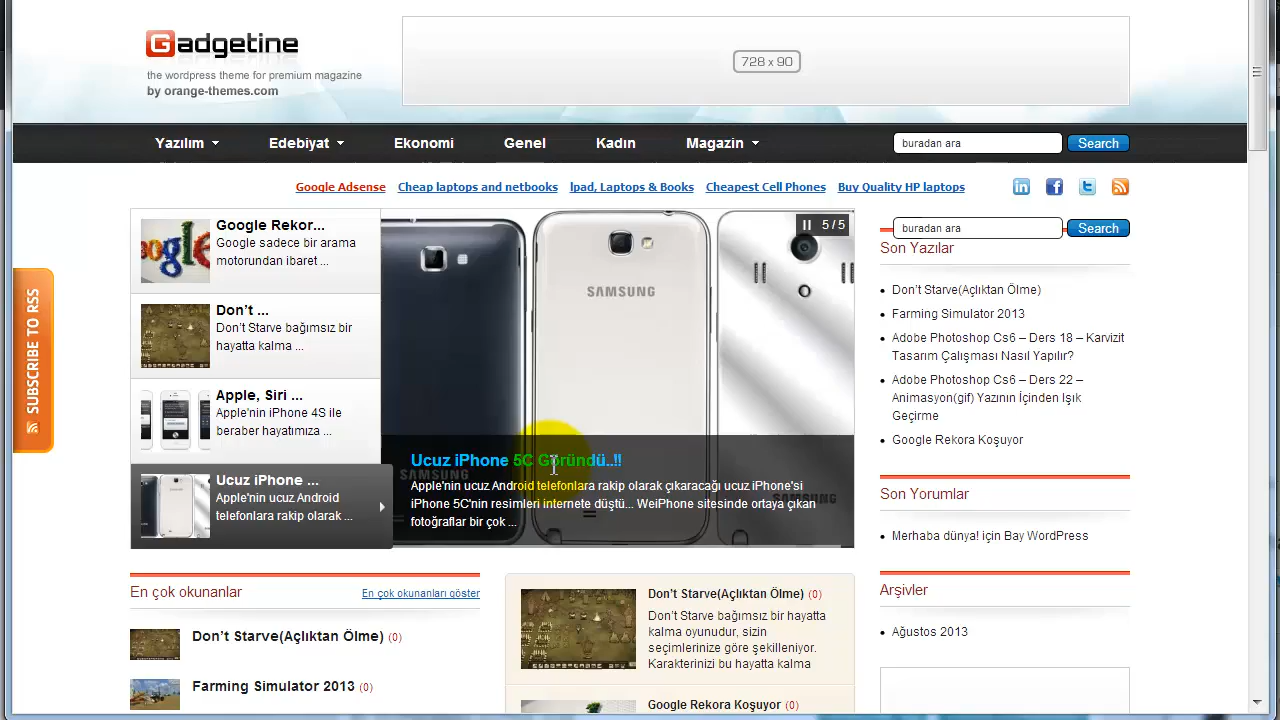 Gadgetine
the wordpress theme for premium magazine
by orange-themes.com
728 x 90
Yazılım
Edebiyat
Ekonomi
Genel
Kadın
Magazin
buradan ara
Search
Google Adsense
Cheap laptops and netbooks
Ipad, Laptops & Books
Cheapest Cell Phones
Buy Quality HP laptops
SUBSCRIBE TO RSS
Google Rekor...
Google sadece bir arama
motorundan ibaret ...
Don't ...
Don't Starve bağımsız bir
hayatta kalma ...
Apple, Siri ...
Apple'nin iPhone 4S ile
beraber hayatımıza ...
Ucuz iPhone ...
Apple'nin ucuz Android
telefonlara rakip olarak ...
5 / 5
SAMSUNG
SAMSUNG
SAMSUNG
Ucuz iPhone 5C Göründü..!!
Apple'nin ucuz Android telefonlara rakip olarak çıkaracağı ucuz iPhone'si
iPhone 5C'nin resimleri internete düştü... WeiPhone sitesinde ortaya çıkan
fotoğraflar bir çok ...
buradan ara
Search
Son Yazılar
Don't Starve(Açlıktan Ölme)
Farming Simulator 2013
Adobe Photoshop Cs6 – Ders 18 – Karvizit
Tasarım Çalışması Nasıl Yapılır?
Adobe Photoshop Cs6 – Ders 22 –
Animasyon(gif) Yazının İçinden Işık
Geçirme
Google Rekora Koşuyor
Son Yorumlar
Merhaba dünya! için Bay WordPress
Arşivler
Ağustos 2013
En çok okunanlar
En çok okunanları göster
Don't Starve(Açlıktan Ölme) (0)
Farming Simulator 2013 (0)
Don't Starve(Açlıktan Ölme) (0)
Don't Starve bağımsız bir hayatta
kalma oyunudur, sizin
seçimlerinize göre şekilleniyor.
Karakterinizi bu hayatta kalma
Google Rekora Koşuyor (0)